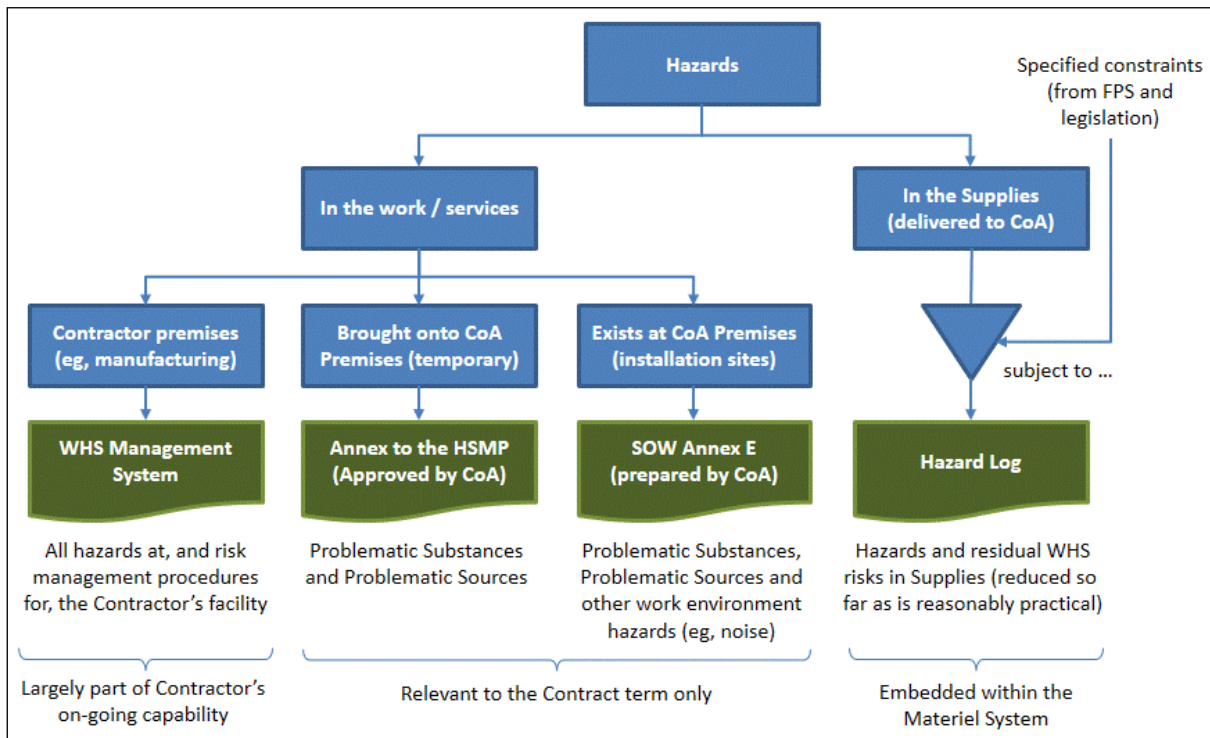 Hazards
Specified constraints
(from FPS and
legislation)
In the work / services
In the Supplies
(delivered to CoA)
Contractor premises
(eg, manufacturing)
Brought onto CoA
Premises (temporary)
Exists at CoA Premises
(installation sites)
subject to ...
WHS Management
System
Annex to the HSMP
(Approved by CoA)
SOW Annex E
(prepared by CoA)
Hazard Log
All hazards at, and risk
management procedures
for, the Contractor's facility
Problematic Substances
and Problematic Sources
Problematic Substances,
Problematic Sources and
other work environment
hazards (eg, noise)
Hazards and residual WHS
risks in Supplies (reduced so
far as is reasonably practical)
Largely part of Contractor's
on-going capability
Relevant to the Contract term only
Embedded within the
Materiel System